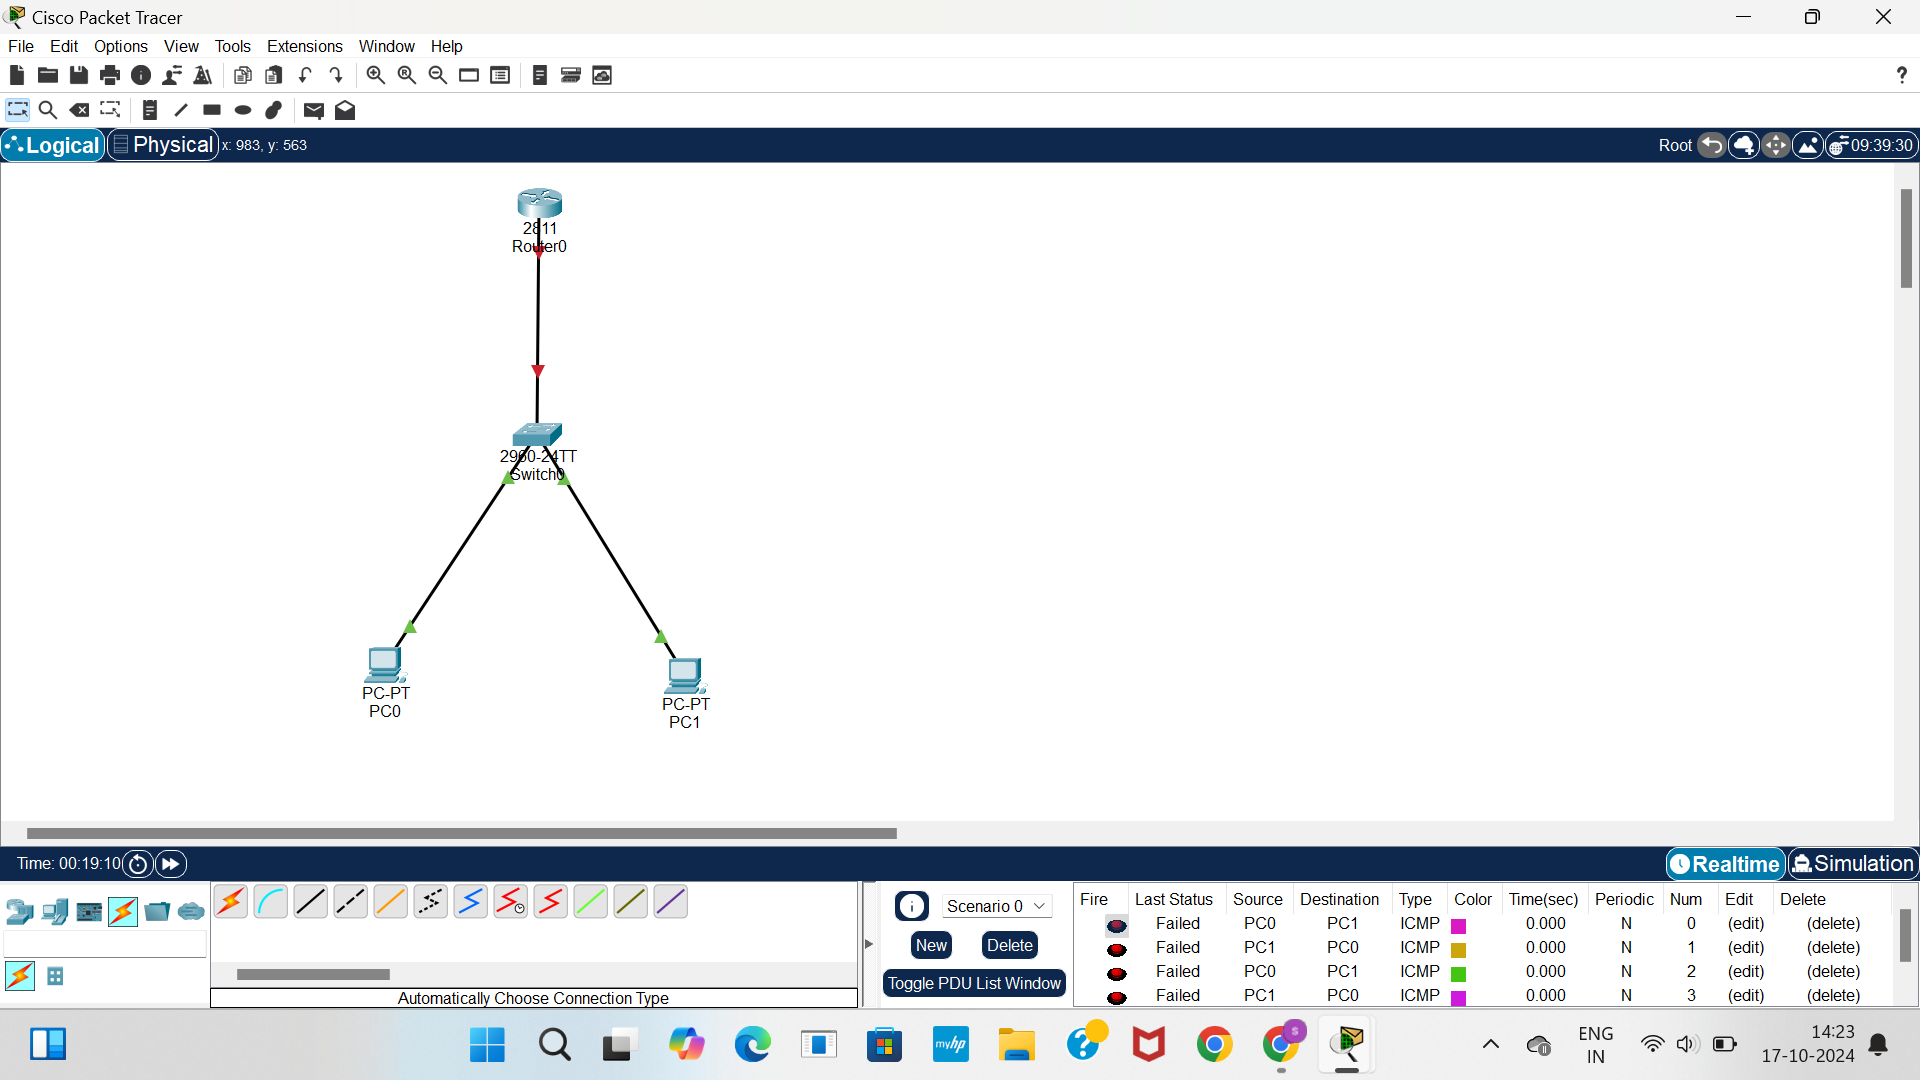 Cisco Packet Tracer
File Edit Options View Tools Extensions Window Help
?
Logical Physical x: 983, y: 563 Root 09:39:30
2811
Router0
2960-24TT
Switch0
PC-PT
PC0
PC-PT
PC1
Time: 00:19:10 Realtime Simulation
Scenario 0
New Delete
Toggle PDU List Window
Automatically Choose Connection Type
Fire Last Status Source Destination Type Color Time(sec) Periodic Num Edit Delete
Failed PC0 PC1 ICMP 0.000 N 0 (edit) (delete)
Failed PC1 PC0 ICMP 0.000 N 1 (edit) (delete)
Failed PC0 PC1 ICMP 0.000 N 2 (edit) (delete)
Failed PC1 PC0 ICMP 0.000 N 3 (edit) (delete)
myhp
?
S
ENG
IN
14:23
17-10-2024